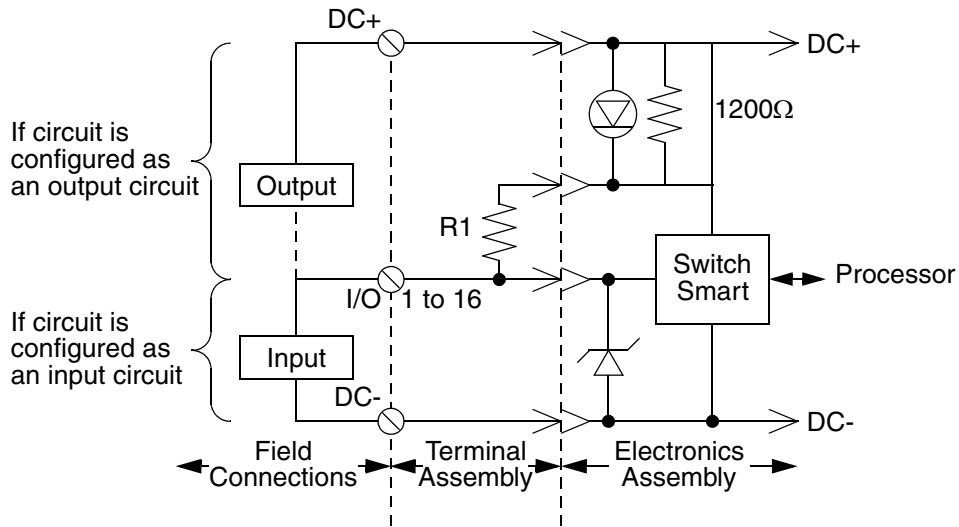 DC+
DC+
If circuit is
configured as
an output circuit
1200Ω
Output
R1
Switch
Smart
Processor
I/O 1 to 16
If circuit is
configured as
an input circuit
Input
DC-
DC-
Field
Connections
Terminal
Assembly
Electronics
Assembly